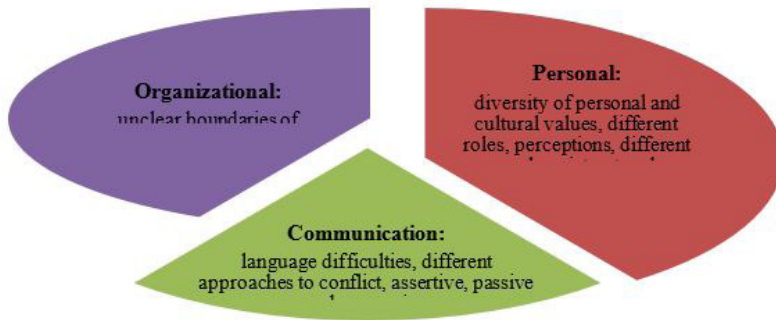 Organizational:
unclear boundaries of
Personal:
diversity of personal and
cultural values, different
roles, perceptions, different
Communication:
language difficulties, different
approaches to conflict, assertive, passive